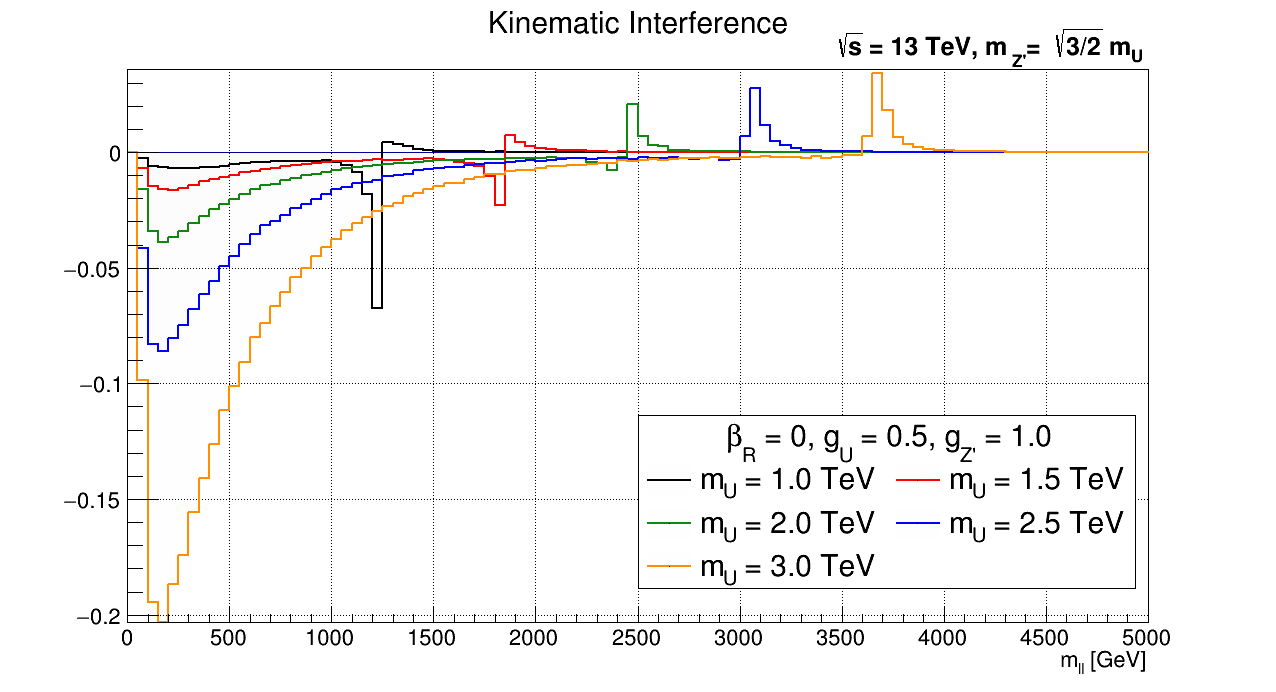 Kinematic Interference
√s = 13 TeV, m_Z'= √3/2 m_U
0
−0.05
−0.1
−0.15
−0.2
β_R = 0, g_U = 0.5, g_Z' = 1.0
m_U = 1.0 TeV m_U = 1.5 TeV
m_U = 2.0 TeV m_U = 2.5 TeV
m_U = 3.0 TeV
0 500 1000 1500 2000 2500 3000 3500 4000 4500 5000
m_ll [GeV]